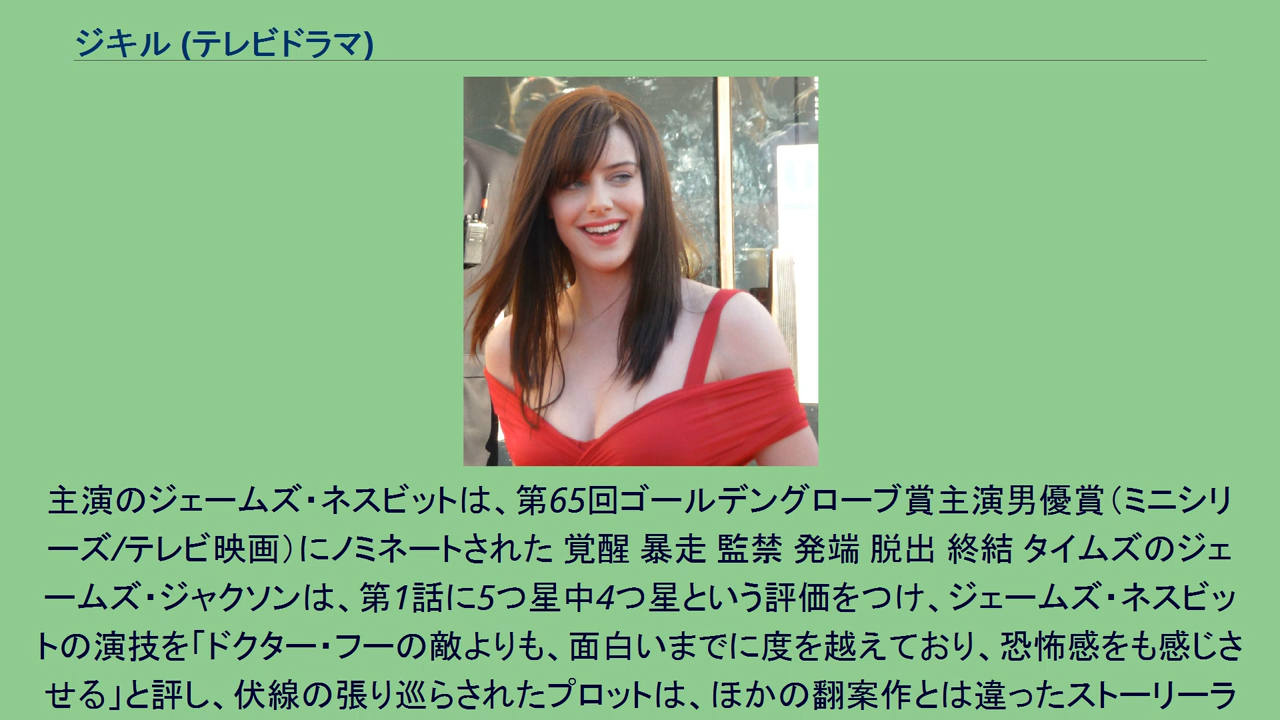 ジキル (テレビドラマ)
主演のジェームズ・ネスビットは、第65回ゴールデングローブ賞主演男優賞（ミニシリ
ーズ/テレビ映画）にノミネートされた 覚醒 暴走 監禁 発端 脱出 終結 タイムズのジェ
ームズ・ジャクソンは、第1話に5つ星中4つ星という評価をつけ、ジェームズ・ネスビッ
トの演技を「ドクター・フーの敵よりも、面白いまでに度を越えており、恐怖感をも感じさ
せる」と評し、伏線の張り巡らされたプロットは、ほかの翻案作とは違ったストーリーラ